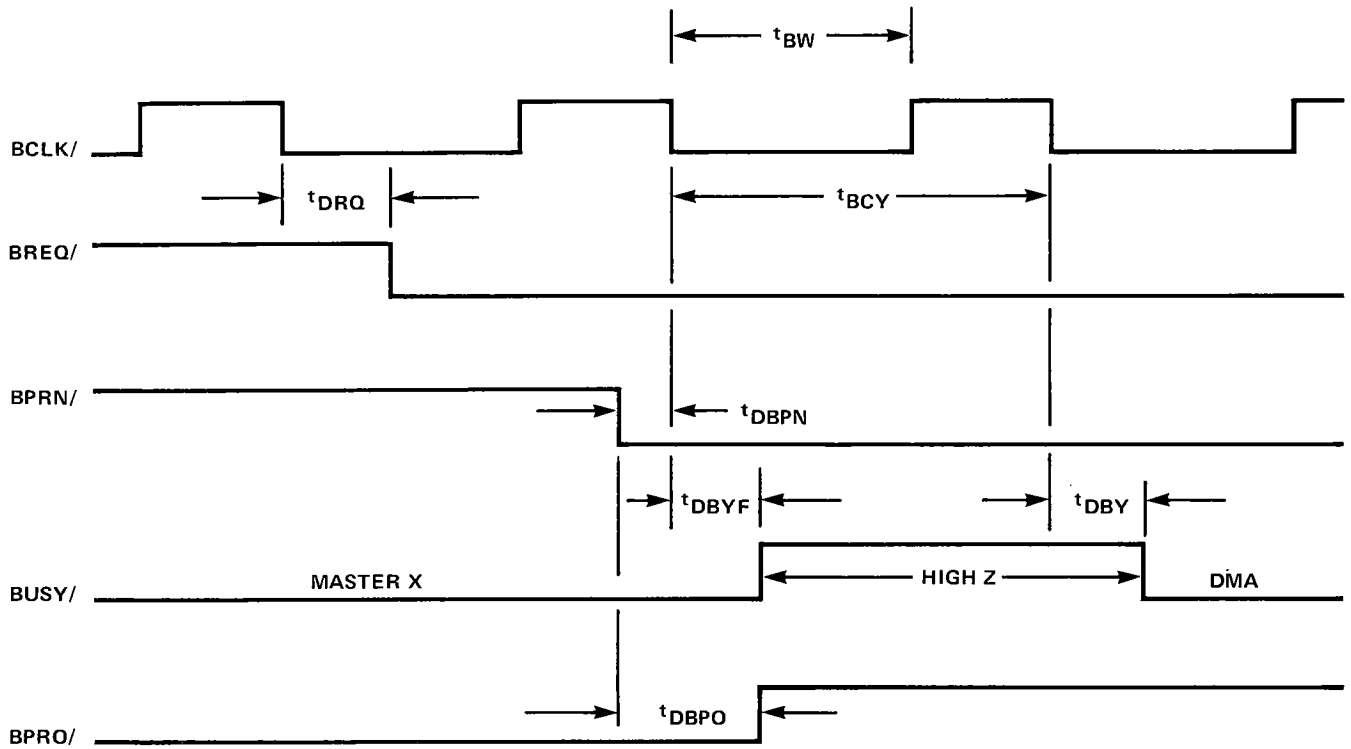 tBW
BCLK/
tDRQ
tBCY
BREQ/
BPRN/
tDBPN
tDBYF
tDBY
BUSY/ MASTER X HIGH Z DMA
tDBPO
BPRO/